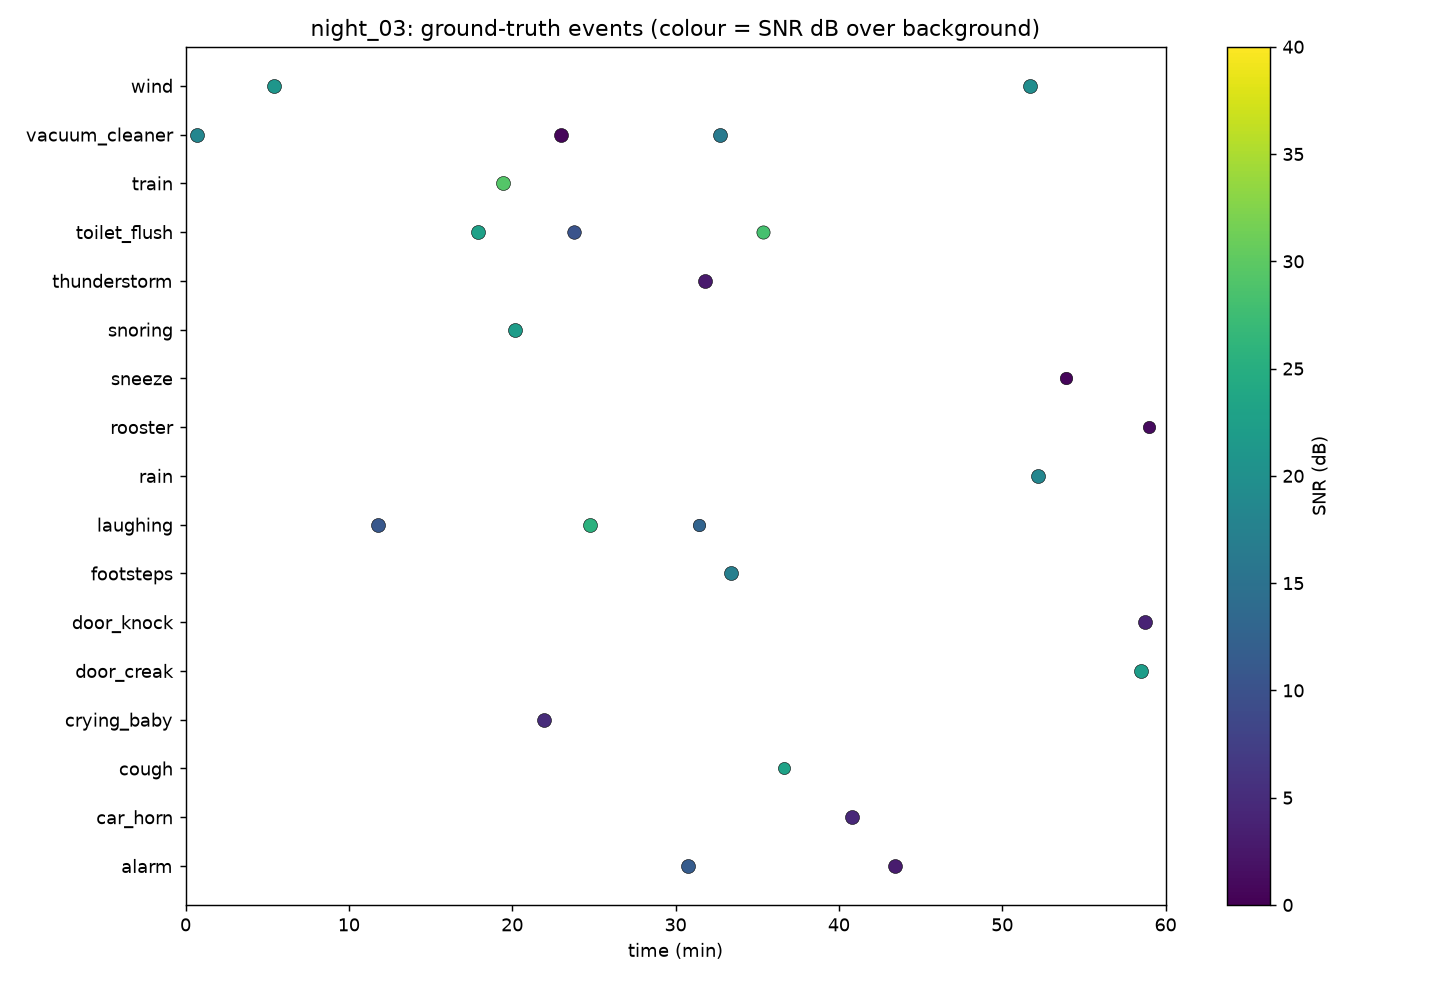 night_03: ground-truth events (colour = SNR dB over background)
wind
vacuum_cleaner
train
toilet_flush
thunderstorm
snoring
sneeze
rooster
rain
laughing
footsteps
door_knock
door_creak
crying_baby
cough
car_horn
alarm
0 10 20 30 40 50 60
time (min)
40
35
30
25
20
15
10
5
0
SNR (dB)